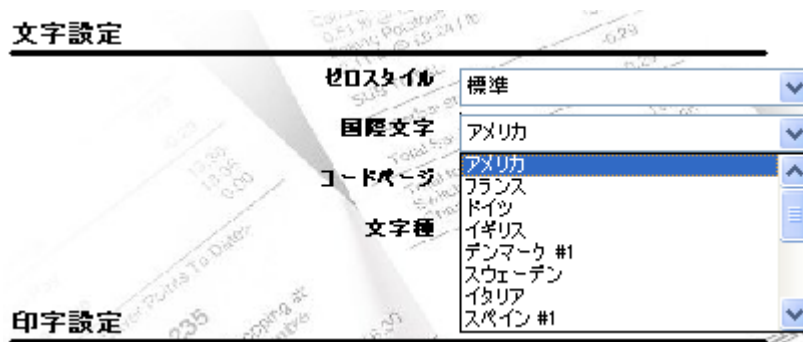 文字設定
ゼロスタイル 標準
国際文字 アメリカ
コードページ
文字種
アメリカ
フランス
ドイツ
イギリス
デンマーク #1
スウェーデン
イタリア
スペイン #1
印字設定